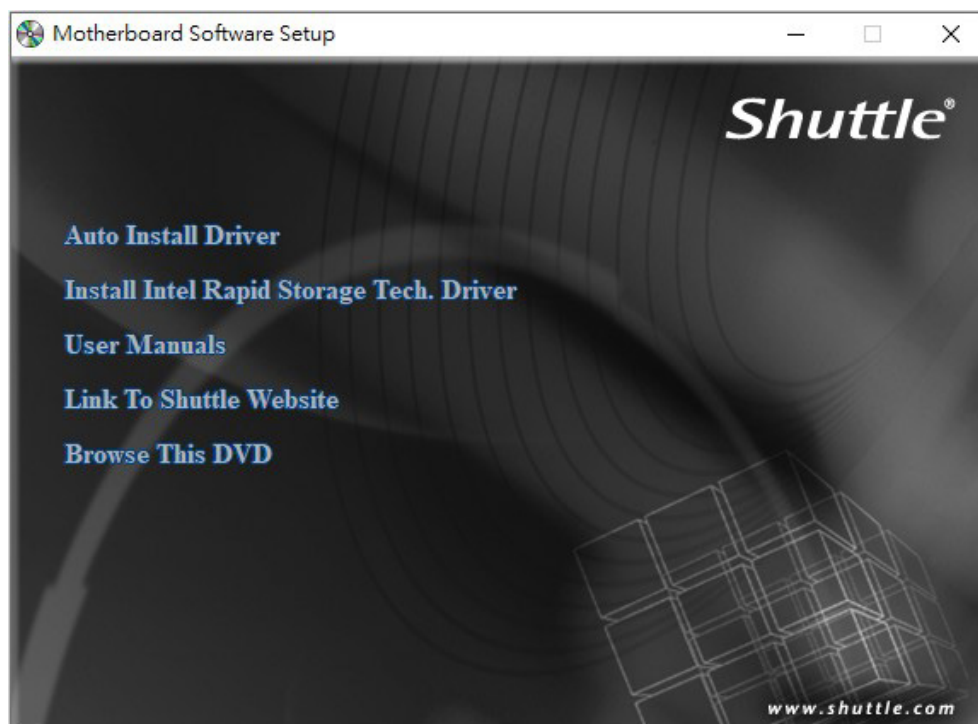 Motherboard Software Setup
Shuttle®
Auto Install Driver
Install Intel Rapid Storage Tech. Driver
User Manuals
Link To Shuttle Website
Browse This DVD
www.shuttle.com